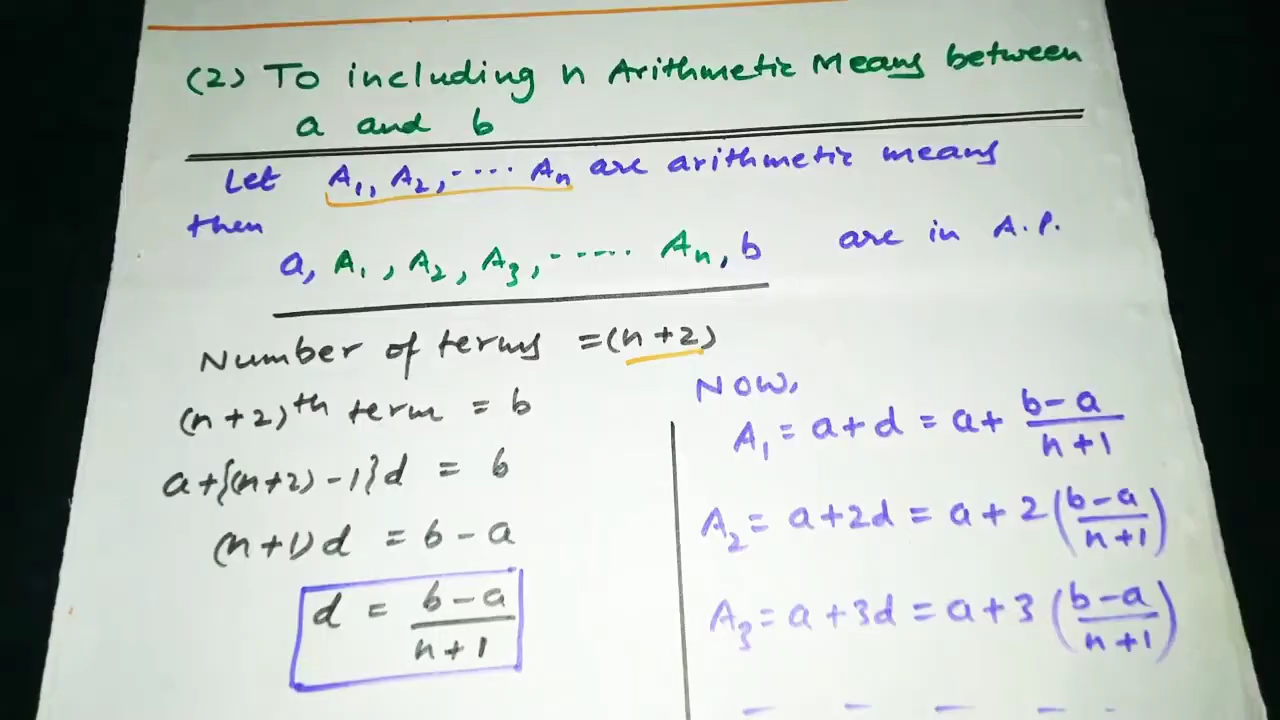 (2) To including n Arithmetic Means between
a and b
Let A₁, A₂, ---- Aₙ are arithmetic means
then
a, A₁, A₂, A₃, ------ Aₙ, b are in A.P.
Number of terms = (n+2)
(n+2)ᵗʰ term = b
a+{(n+2)-1}d = b
(n+1)d = b-a
d = (b-a)/(n+1)
Now,
A₁ = a+d = a+ (b-a)/(n+1)
A₂ = a+2d = a+2((b-a)/(n+1))
A₃ = a+3d = a+3((b-a)/(n+1))